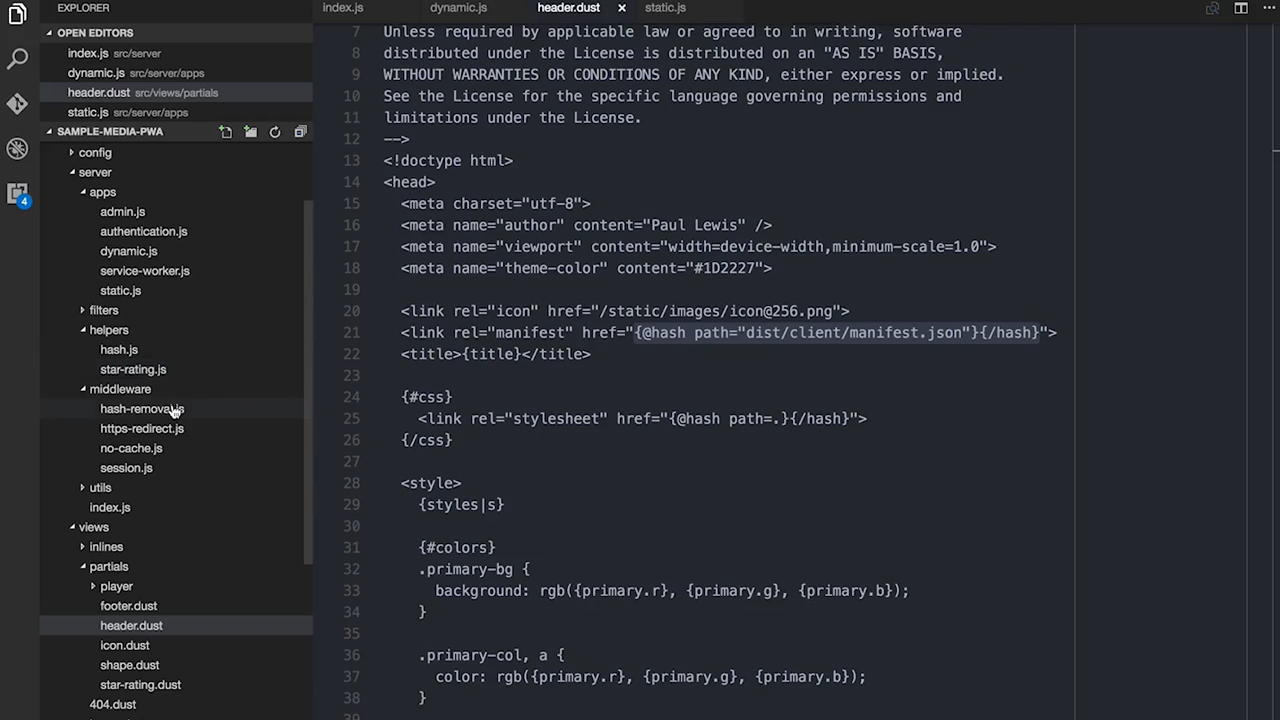 EXPLORER
OPEN EDITORS
index.js src/server
dynamic.js src/server/apps
header.dust src/views/partials
static.js src/server/apps
SAMPLE-MEDIA-PWA
config
server
apps
admin.js
authentication.js
dynamic.js
service-worker.js
static.js
filters
helpers
hash.js
star-rating.js
middleware
hash-removal.js
https-redirect.js
no-cache.js
session.js
utils
index.js
views
inlines
partials
player
footer.dust
header.dust
icon.dust
shape.dust
star-rating.dust
404.dust
4
index.js dynamic.js header.dust static.js
7 Unless required by applicable law or agreed to in writing, software
8 distributed under the License is distributed on an "AS IS" BASIS,
9 WITHOUT WARRANTIES OR CONDITIONS OF ANY KIND, either express or implied.
10 See the License for the specific language governing permissions and
11 limitations under the License.
12 -->
13 <!doctype html>
14 <head>
15 <meta charset="utf-8">
16 <meta name="author" content="Paul Lewis" />
17 <meta name="viewport" content="width=device-width,minimum-scale=1.0">
18 <meta name="theme-color" content="#1D2227">
19
20 <link rel="icon" href="/static/images/icon@256.png">
21 <link rel="manifest" href="{@hash path="dist/client/manifest.json"}{/hash}">
22 <title>{title}</title>
23
24 {#css}
25 <link rel="stylesheet" href="{@hash path=.}{/hash}">
26 {/css}
27
28 <style>
29 {styles|s}
30
31 {#colors}
32 .primary-bg {
33 background: rgb({primary.r}, {primary.g}, {primary.b});
34 }
35
36 .primary-col, a {
37 color: rgb({primary.r}, {primary.g}, {primary.b});
38 }